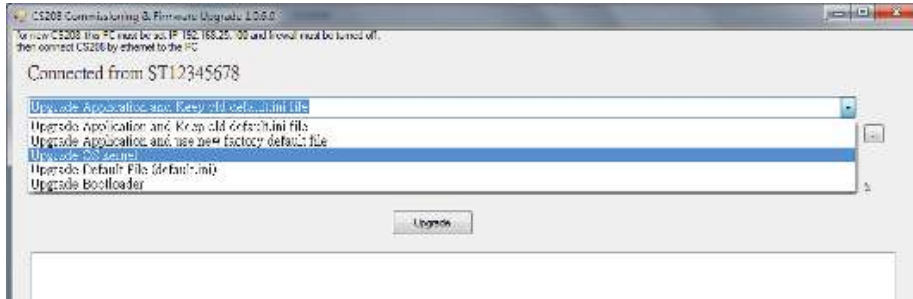 CS208 Commissioning & Firmware Upgrade 1.0.6.0
For new CS208, this PC must be set IP 192.168.25.100 and firewall must be turned off,
then connect CS208 by ethernet to the PC
Connected from ST12345678
Upgrade Application and Keep old default.ini file
Upgrade Application and Keep old default.ini file
Upgrade Application and use new factory default file
Upgrade OS kernel
Upgrade Default File (default.ini)
Upgrade Bootloader
...
Upgrade